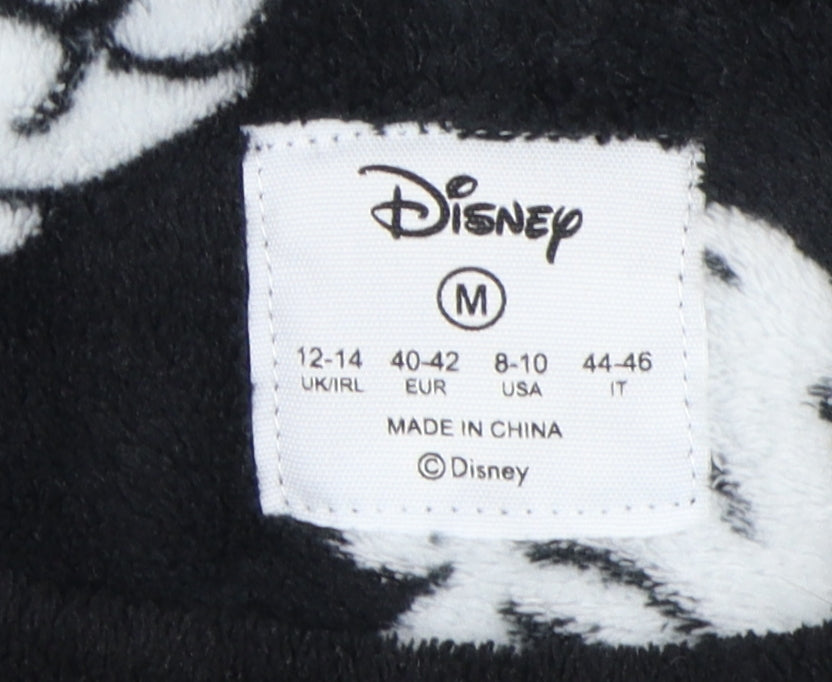 Disney
M
12-14 40-42 8-10 44-46
UK/IRL EUR USA IT
MADE IN CHINA
©Disney